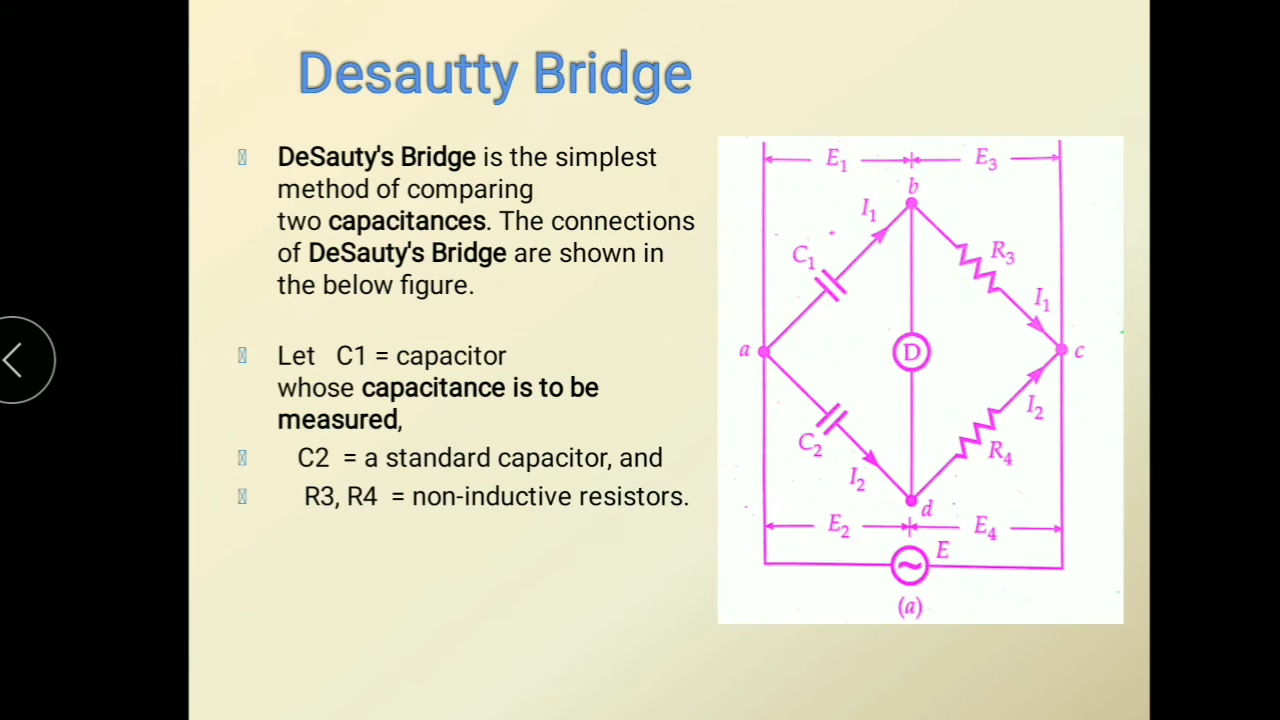 Desautty Bridge
DeSauty's Bridge is the simplest
method of comparing
two capacitances. The connections
of DeSauty's Bridge are shown in
the below figure.
Let C1 = capacitor
whose capacitance is to be
measured,
C2 = a standard capacitor, and
R3, R4 = non-inductive resistors.
E₁ E₃
b
I₁
C₁ R₃
I₁
a D c
I₂
C₂ R₄
I₂
d
E₂ E₄
E
~
(a)